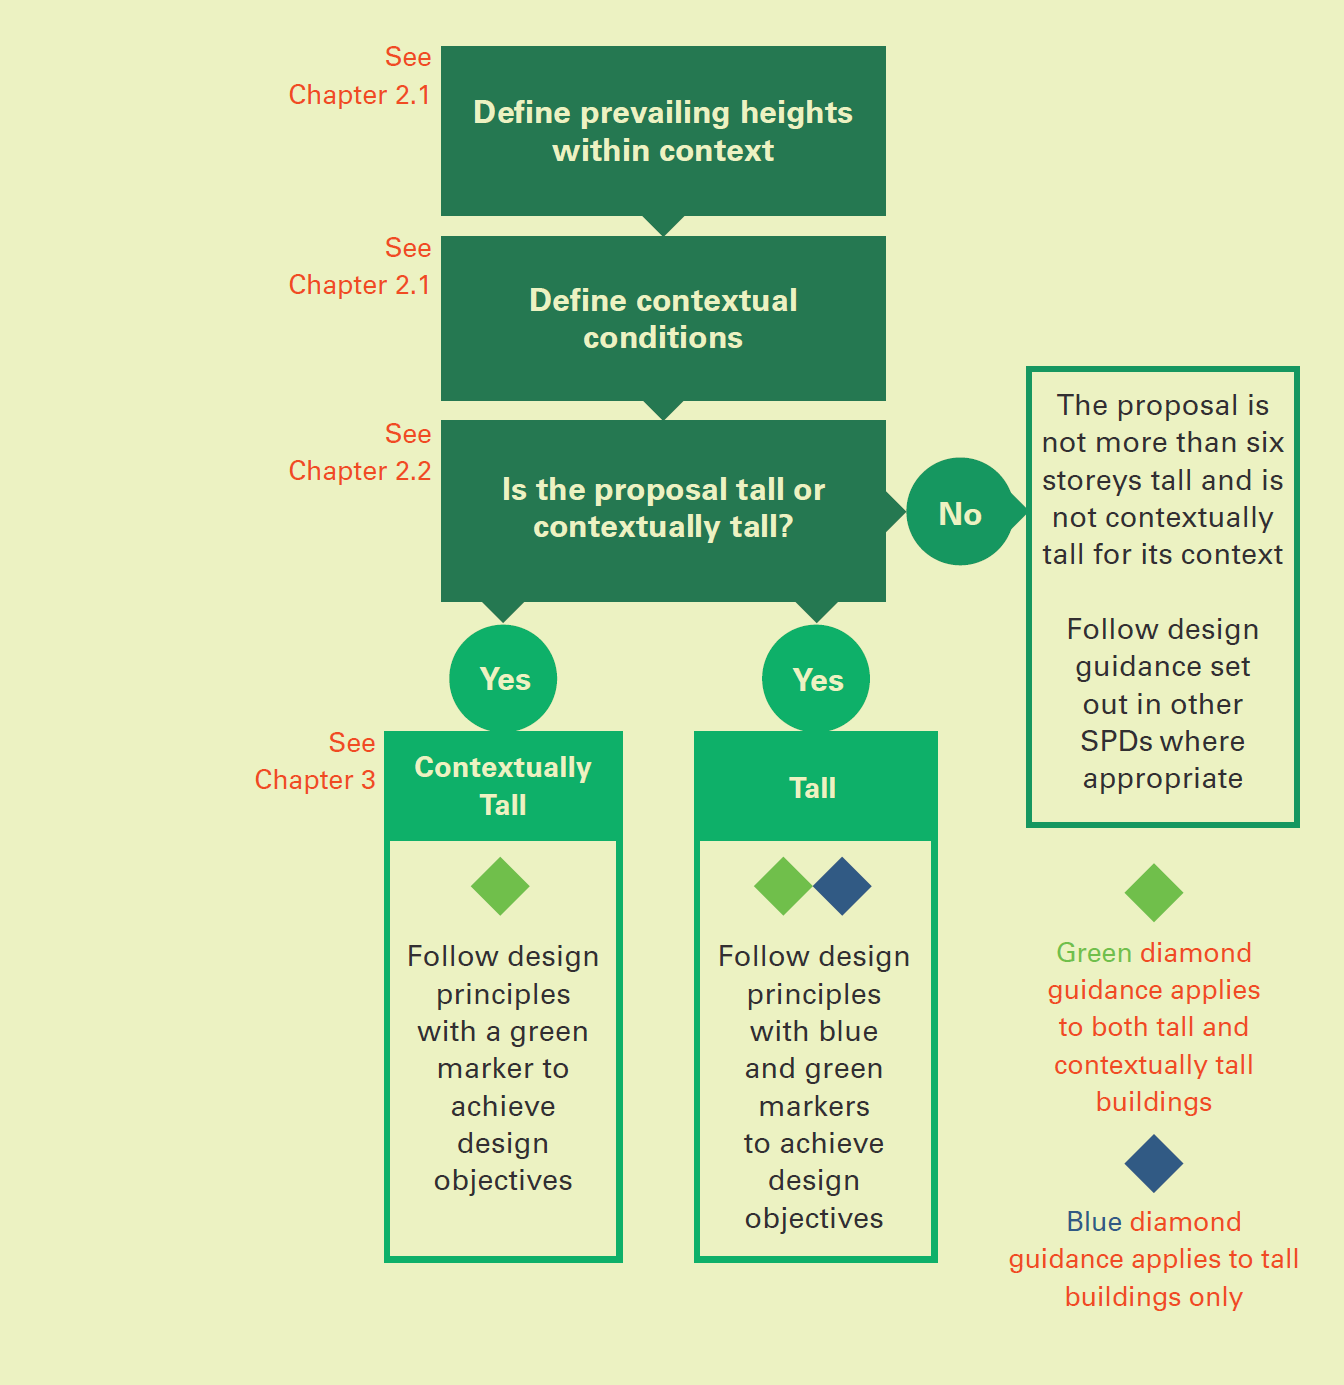 See
Chapter 2.1
Define prevailing heights
within context
See
Chapter 2.1
Define contextual
conditions
See
Chapter 2.2
Is the proposal tall or
contextually tall?
No
The proposal is
not more than six
storeys tall and is
not contextually
tall for its context
Follow design
guidance set
out in other
SPDs where
appropriate
Yes
Yes
See
Chapter 3
Contextually
Tall
Follow design
principles
with a green
marker to
achieve
design
objectives
Tall
Follow design
principles
with blue
and green
markers
to achieve
design
objectives
Green diamond
guidance applies
to both tall and
contextually tall
buildings
Blue diamond
guidance applies to tall
buildings only